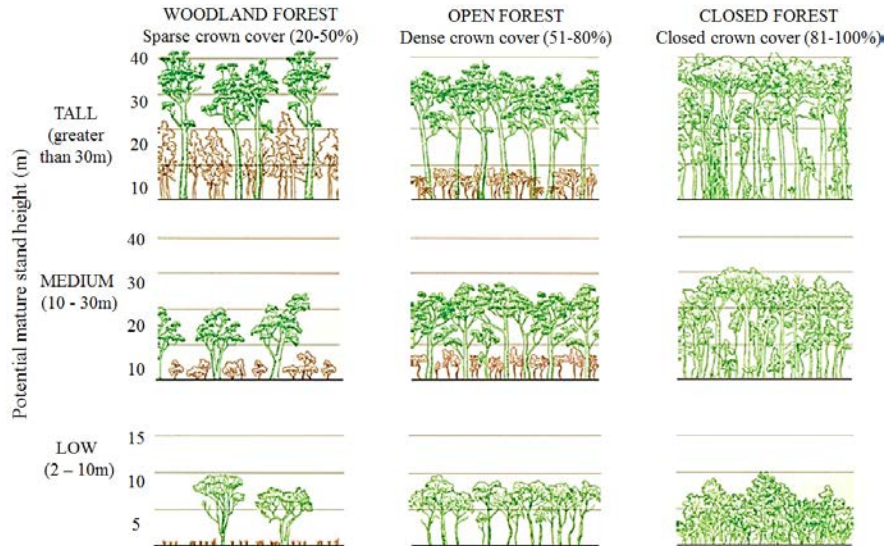 WOODLAND FOREST
Sparse crown cover (20-50%)
OPEN FOREST
Dense crown cover (51-80%)
CLOSED FOREST
Closed crown cover (81-100%)
Potential mature stand height (m)
TALL
(greater
than 30m)
40
30
20
10
MEDIUM
(10 - 30m)
40
30
20
10
LOW
(2 – 10m)
15
10
5